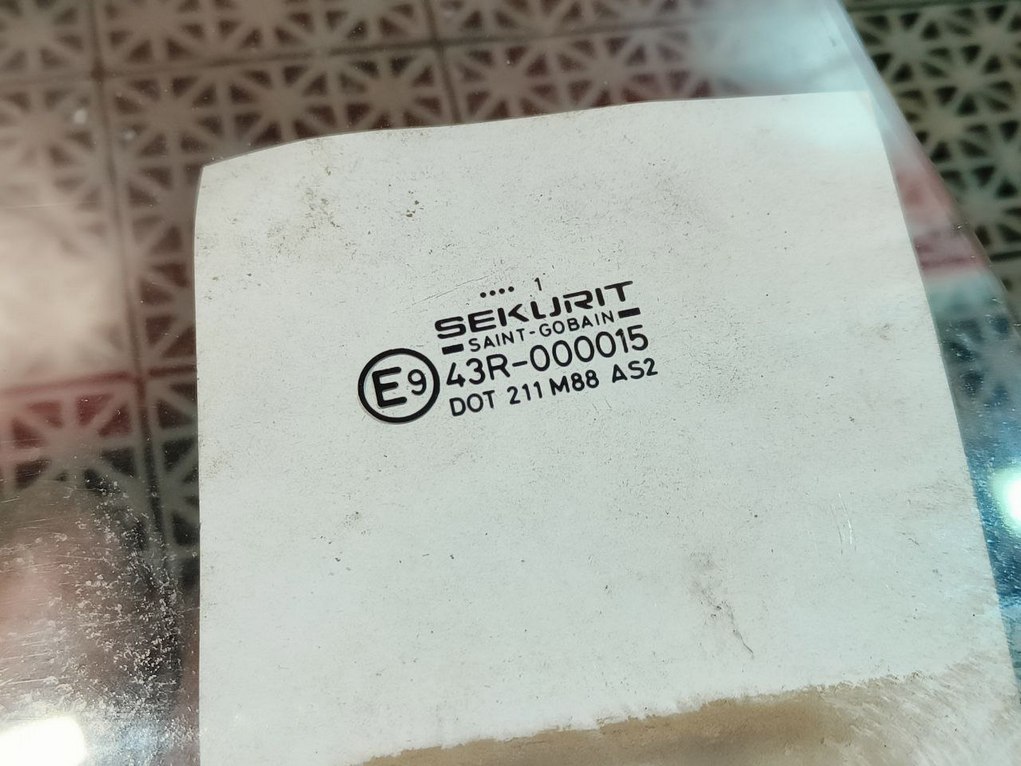 .... 1
SEKURIT
SAINT-GOBAIN
E9 43R-000015
DOT 211 M88 AS2